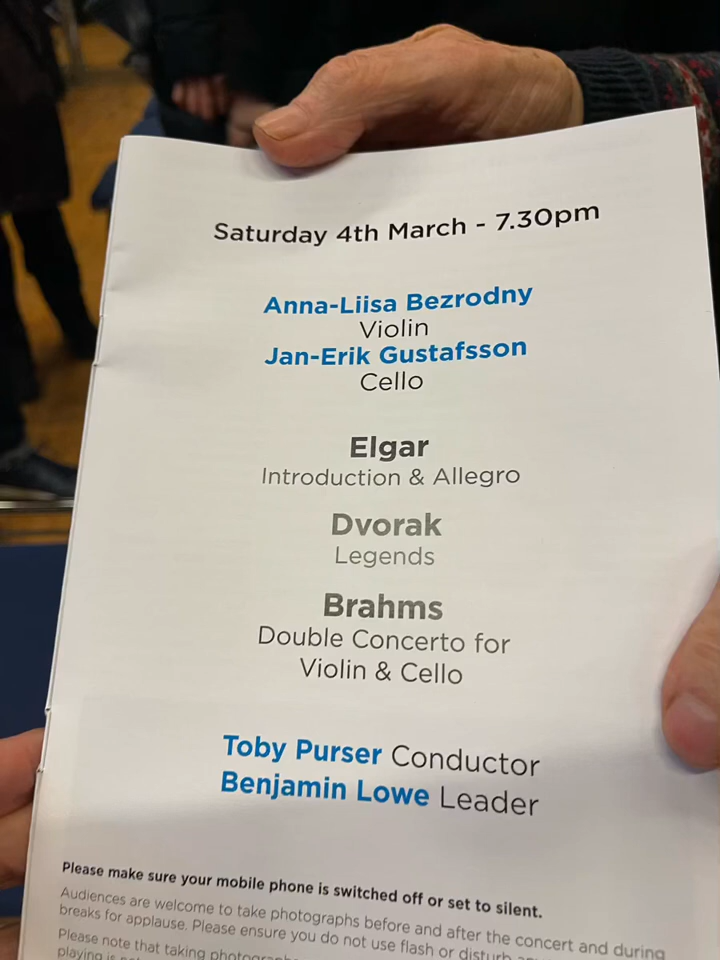 Saturday 4th March - 7.30pm
Anna-Liisa Bezrodny
Violin
Jan-Erik Gustafsson
Cello
Elgar
Introduction & Allegro
Dvorak
Legends
Brahms
Double Concerto for
Violin & Cello
Toby Purser Conductor
Benjamin Lowe Leader
Please make sure your mobile phone is switched off or set to silent.
Audiences are welcome to take photographs before and after the concert and during
breaks for applause. Please ensure you do not use flash or disturb
Please note that taking
playing is